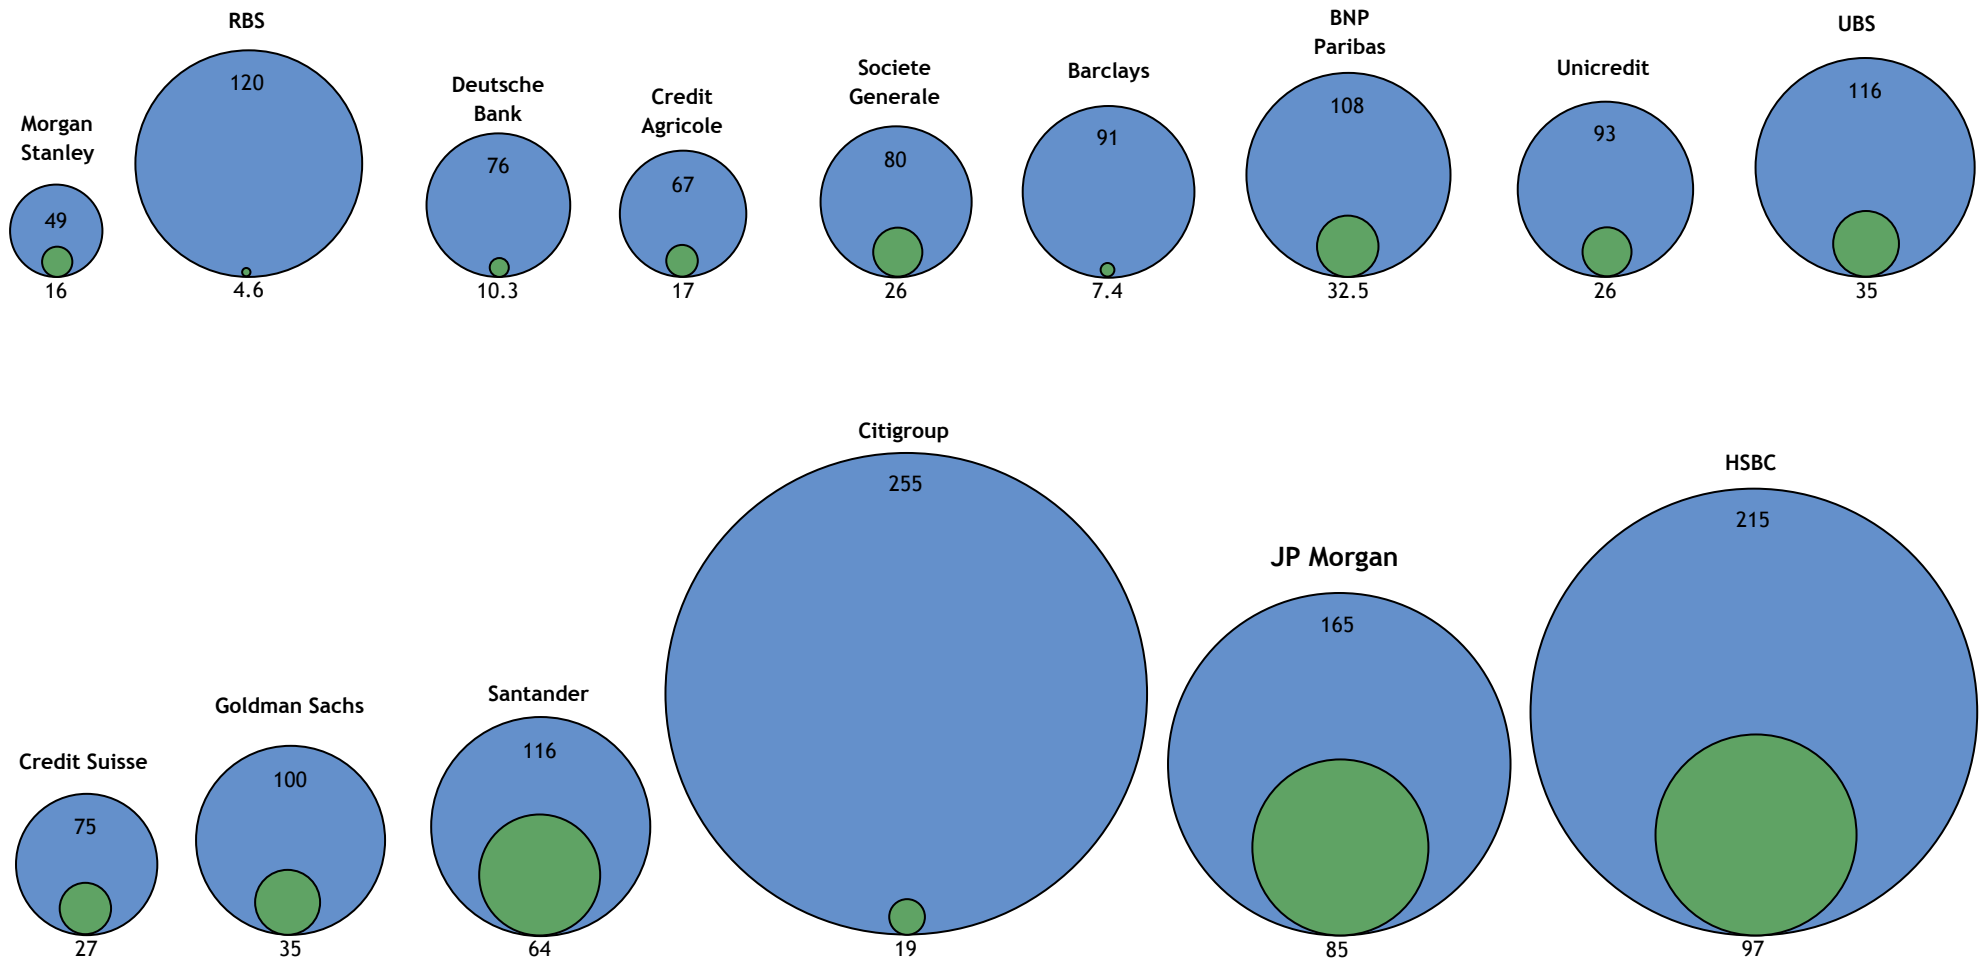 Morgan
Stanley
49
16
RBS
120
4.6
Deutsche
Bank
76
10.3
Credit
Agricole
67
17
Societe
Generale
80
26
Barclays
91
7.4
BNP
Paribas
108
32.5
Unicredit
93
26
UBS
116
35
Credit Suisse
75
27
Goldman Sachs
100
35
Santander
116
64
Citigroup
255
19
JP Morgan
165
85
HSBC
215
97